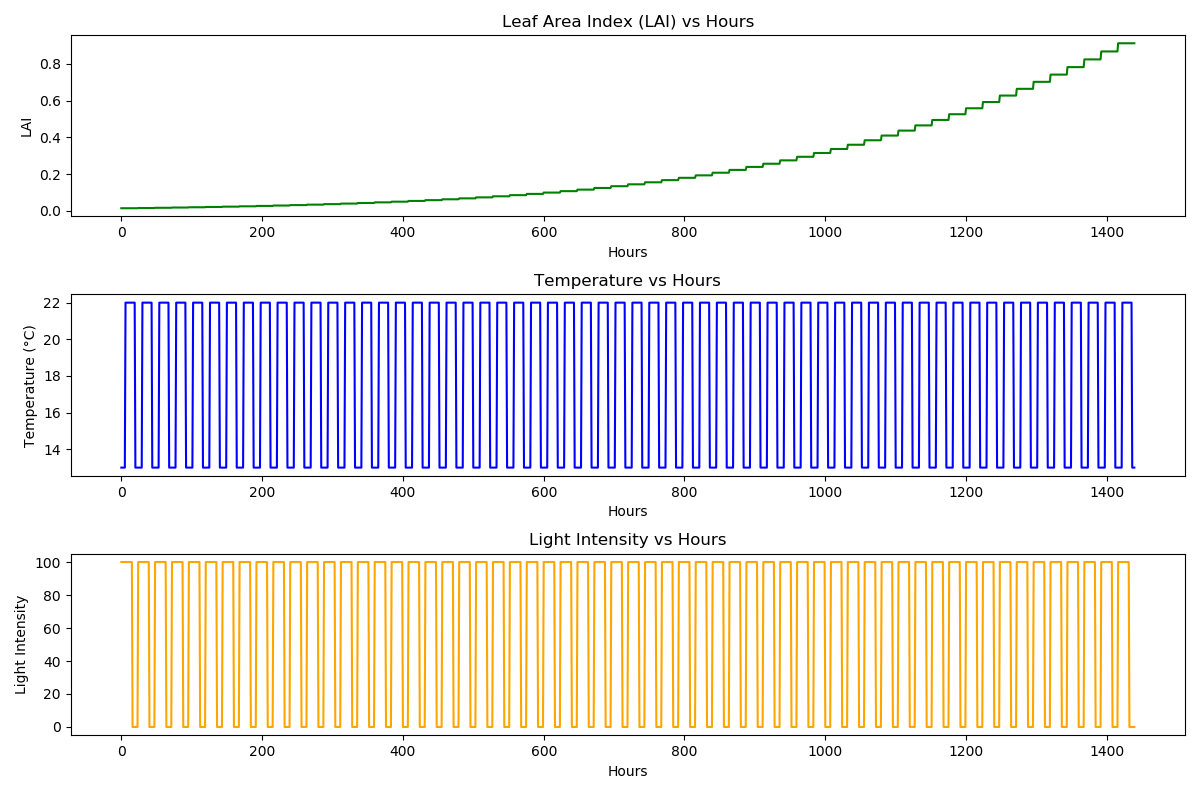 Leaf Area Index (LAI) vs Hours
LAI
0.8
0.6
0.4
0.2
0.0
0 200 400 600 800 1000 1200 1400
Hours
Temperature vs Hours
Temperature (°C)
22
20
18
16
14
0 200 400 600 800 1000 1200 1400
Hours
Light Intensity vs Hours
Light Intensity
100
80
60
40
20
0
0 200 400 600 800 1000 1200 1400
Hours